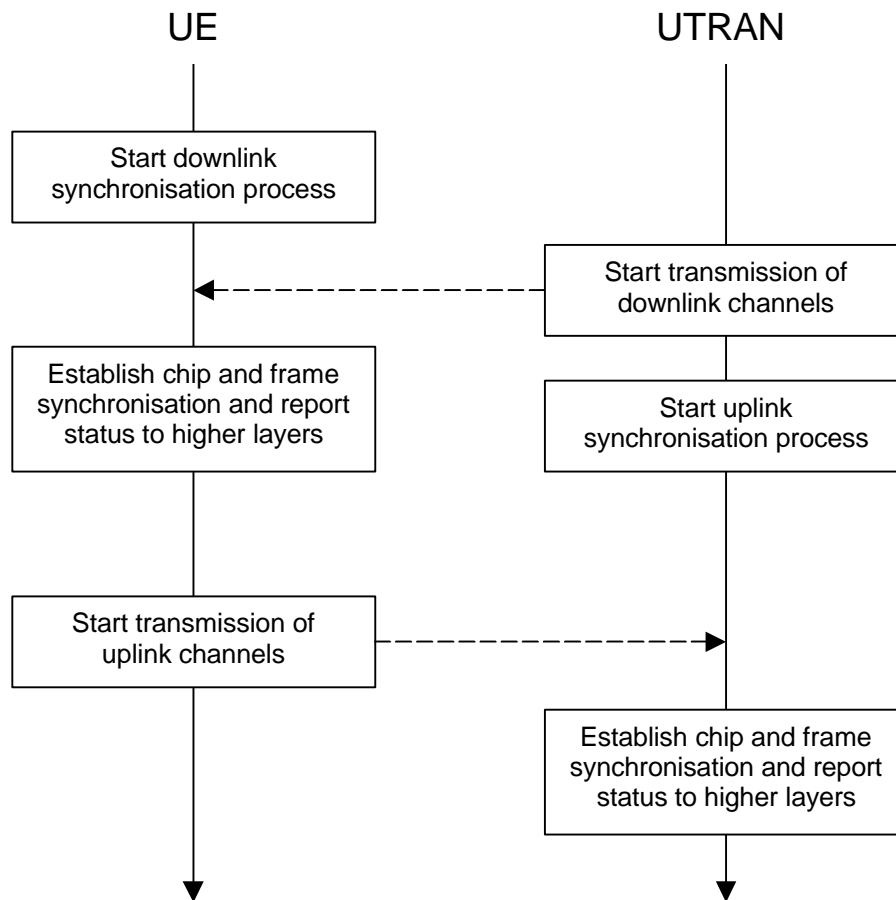 UE
UTRAN
Start downlink
synchronisation process
Start transmission of
downlink channels
Establish chip and frame
synchronisation and report
status to higher layers
Start uplink
synchronisation process
Start transmission of
uplink channels
Establish chip and frame
synchronisation and report
status to higher layers